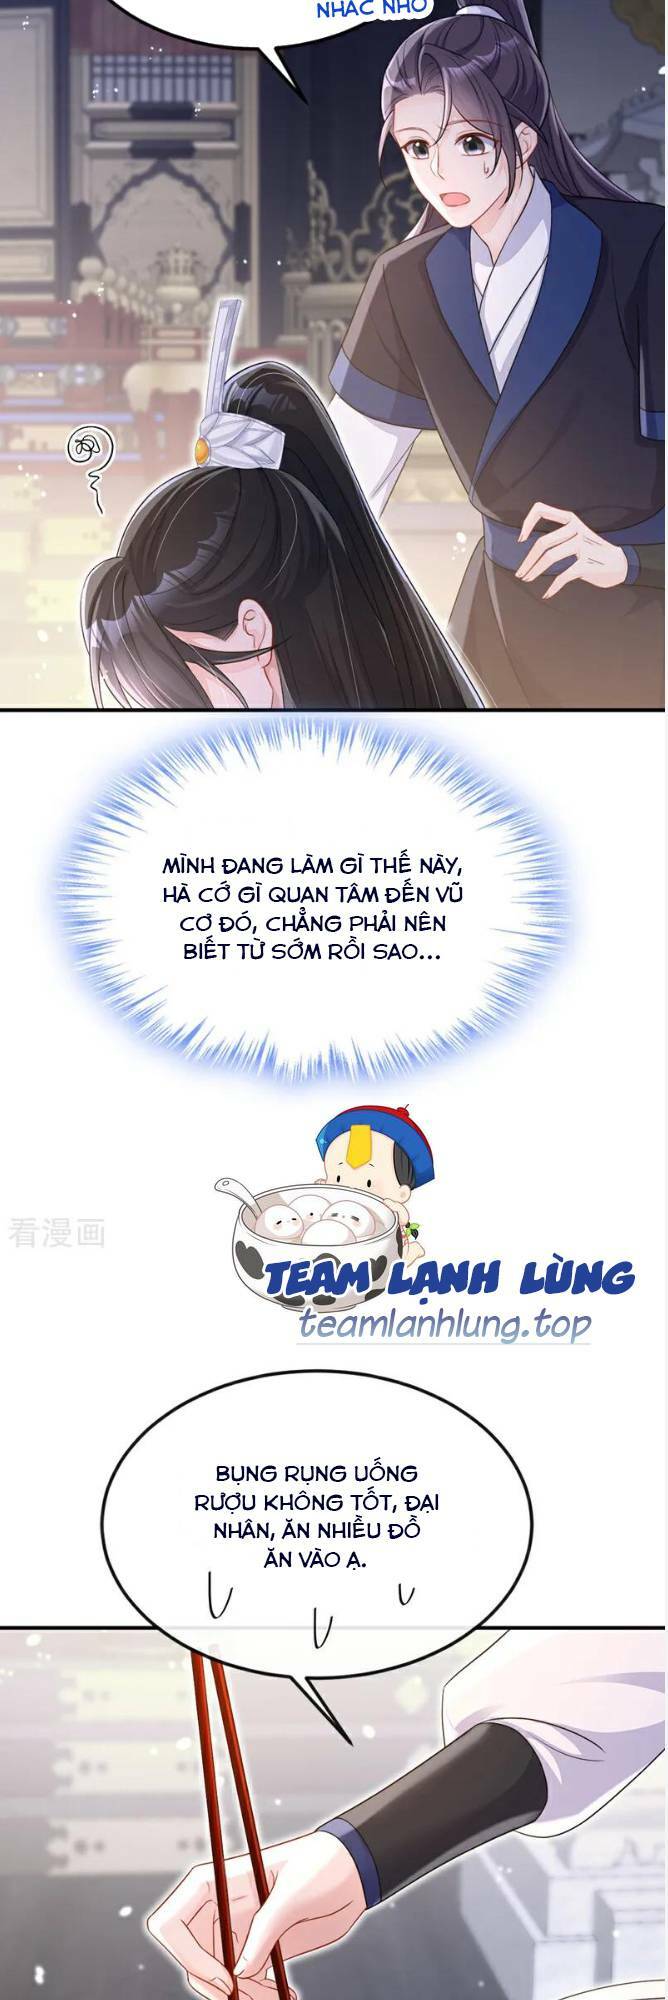 NHẮC NHỞ
MÌNH ĐANG LÀM GÌ THẾ NÀY,
HÀ CỚ GÌ QUAN TÂM ĐẾN VŨ
CƠ ĐÓ, CHẲNG PHẢI NÊN
BIẾT TỪ SỚM RỒI SAO...
看漫画
TEAM LẠNH LÙNG
teamlanhlung.top
BỤNG RỤNG UỐNG
RƯỢU KHÔNG TỐT, ĐẠI
NHÂN, ĂN NHIỀU ĐỒ
ĂN VÀO Ạ.